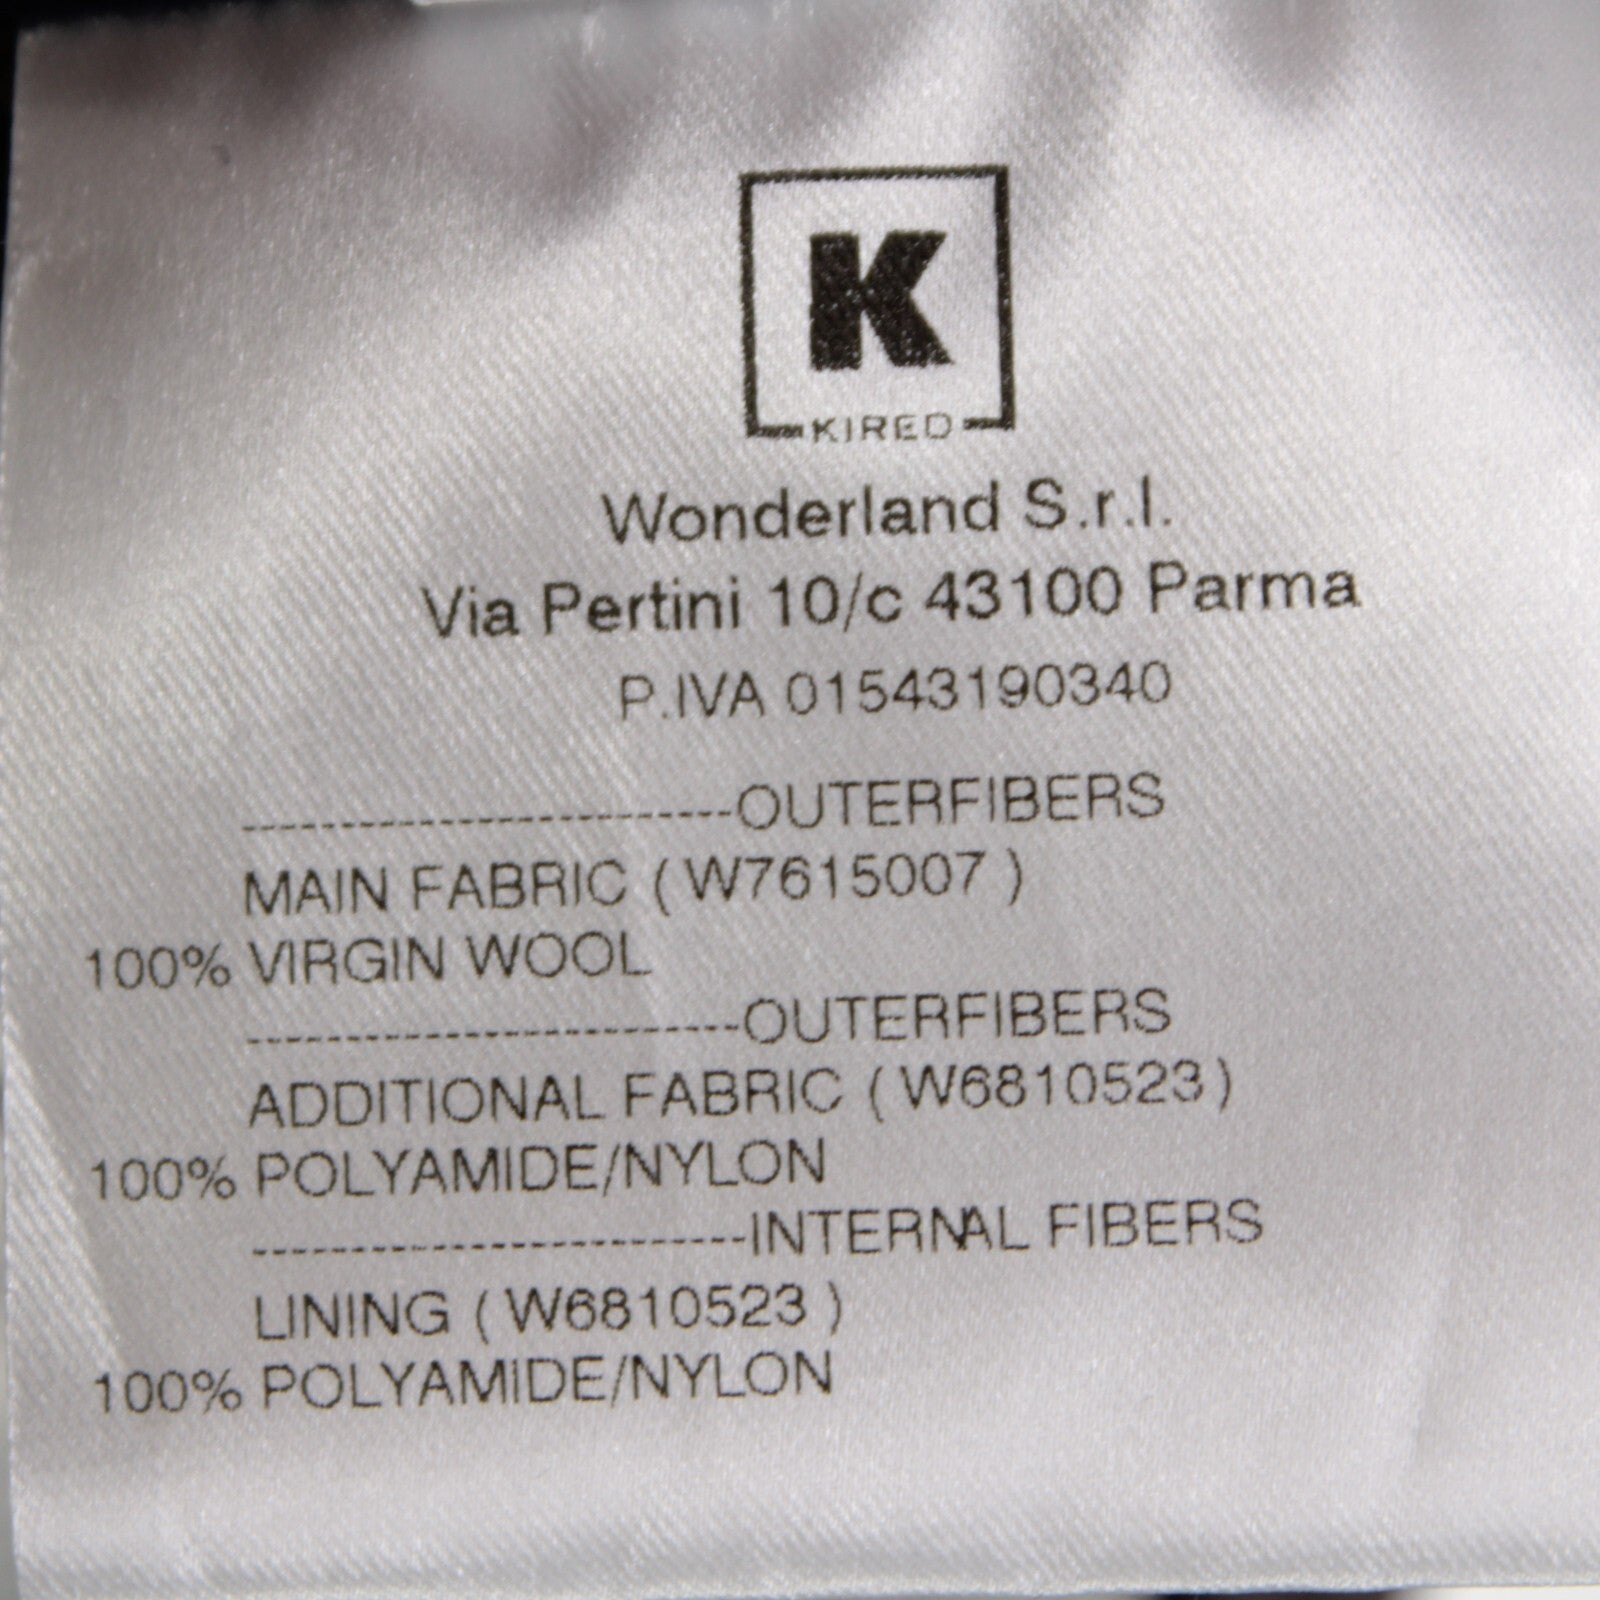 K
KIRED
Wonderland S.r.l.
Via Pertini 10/c 43100 Parma
P.IVA 01543190340
-------------------------OUTERFIBERS
MAIN FABRIC ( W7615007 )
100% VIRGIN WOOL
-------------------------OUTERFIBERS
ADDITIONAL FABRIC ( W6810523 )
100% POLYAMIDE/NYLON
-------------------------INTERNAL FIBERS
LINING ( W6810523 )
100% POLYAMIDE/NYLON